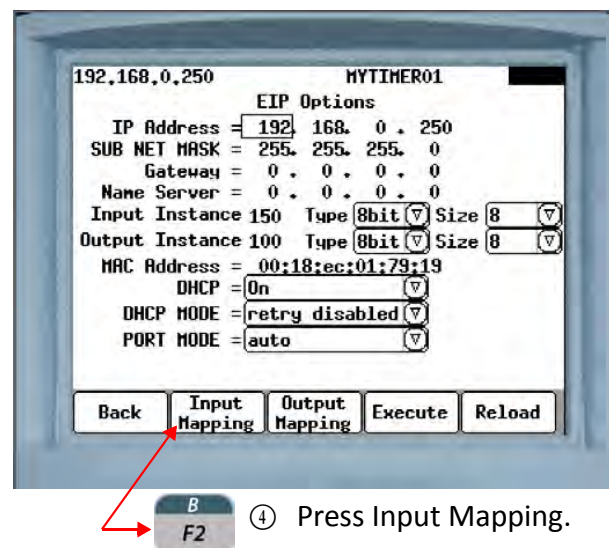 192.168.0.250 MYTIMER01
EIP Options
IP Address = 192. 168. 0 . 250
SUB NET MASK = 255. 255. 255. 0
Gateway = 0 . 0 . 0 . 0
Name Server = 0 . 0 . 0 . 0
Input Instance 150 Type 8bit Size 8
Output Instance 100 Type 8bit Size 8
MAC Address = 00:18:ec:01:79:19
DHCP = On
DHCP MODE = retry disabled
PORT MODE = auto
Back Input Mapping Output Mapping Execute Reload
B
F2
④ Press Input Mapping.